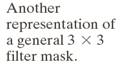 Another
representation of
a general 3 × 3
filter mask.